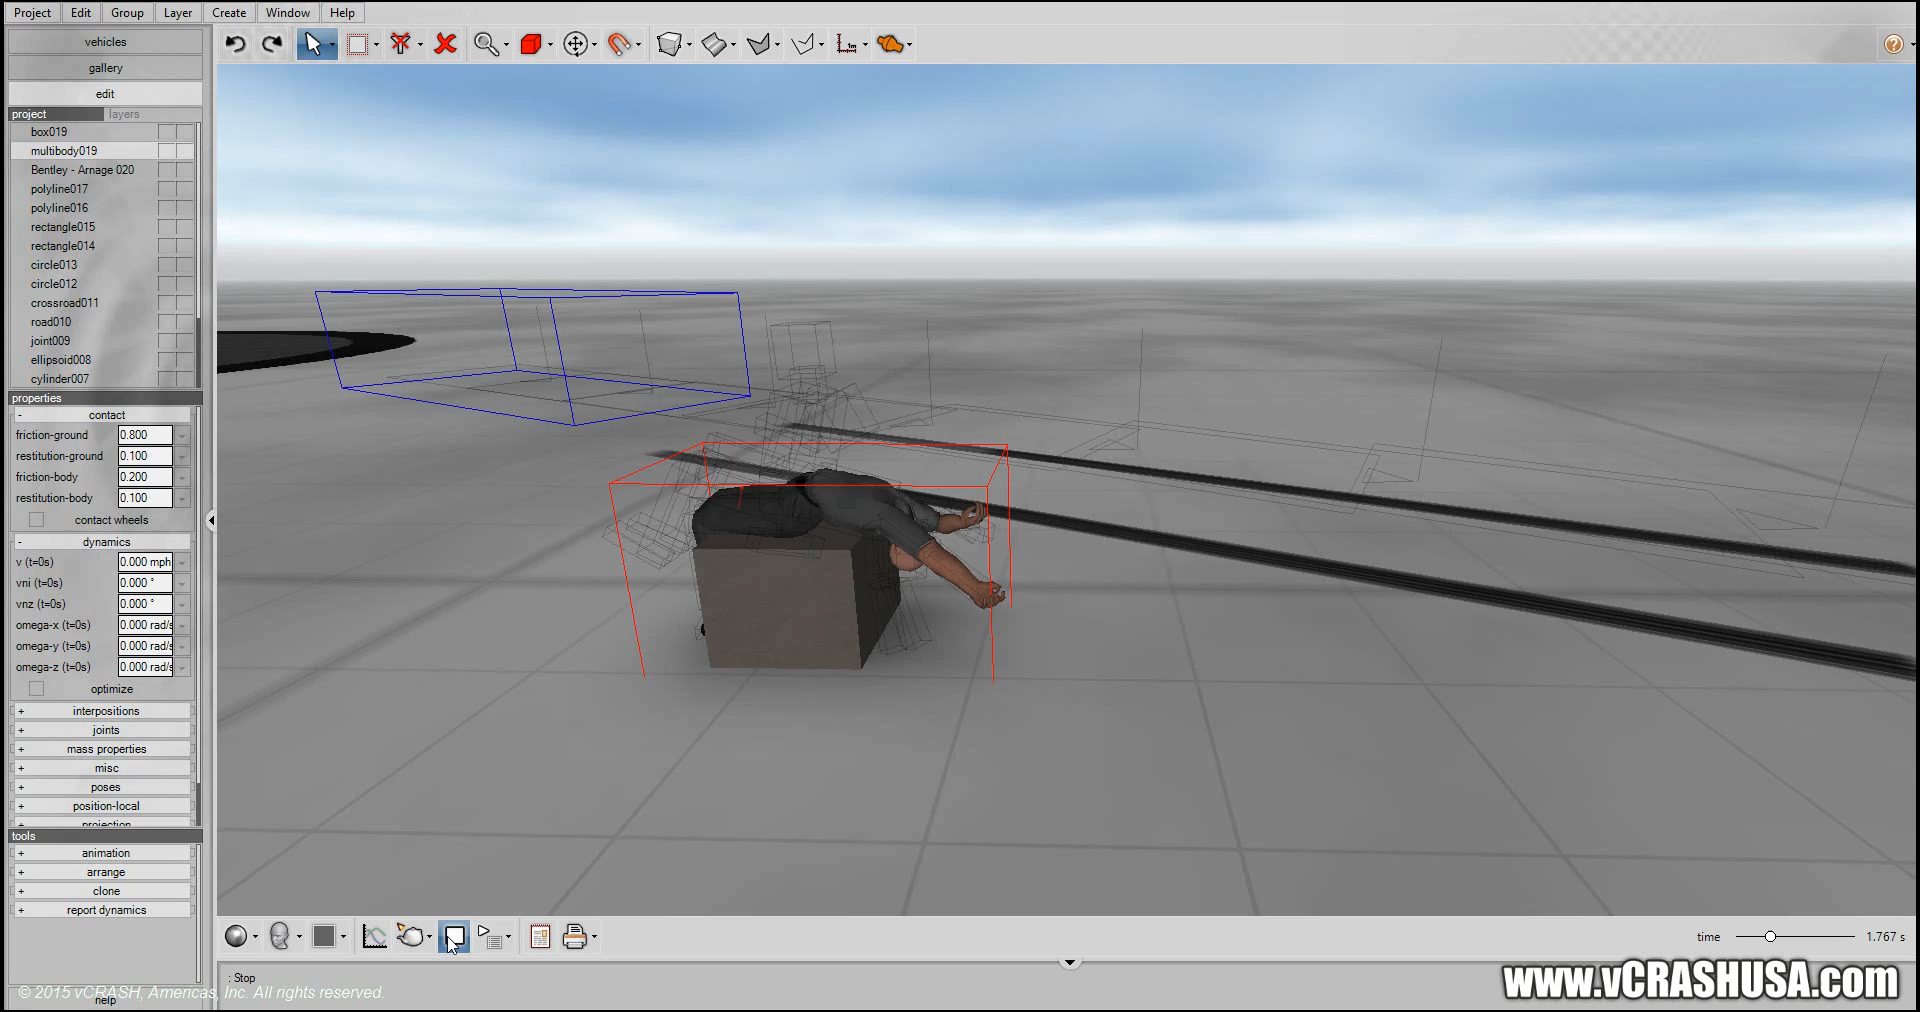 Project Edit Group Layer Create Window Help
vehicles
gallery
edit
project layers
box019
multibody019
Bentley - Arnage 020
polyline017
polyline016
rectangle015
rectangle014
circle013
circle012
crossroad011
road010
joint009
ellipsoid008
cylinder007
properties
- contact
friction-ground 0.800
restitution-ground 0.100
friction-body 0.200
restitution-body 0.100
contact wheels
- dynamics
v (t=0s) 0.000 mph
vni (t=0s) 0.000 °
vnz (t=0s) 0.000 °
omega-x (t=0s) 0.000 rad/s
omega-y (t=0s) 0.000 rad/s
omega-z (t=0s) 0.000 rad/s
optimize
+ interpositions
+ joints
+ mass properties
+ misc
+ poses
+ position-local
+ projection
tools
+ animation
+ arrange
+ clone
+ report dynamics
help
time 1.767 s
: Stop
© 2015 vCRASH, Americas, Inc. All rights reserved.
www.vCRASHUSA.com